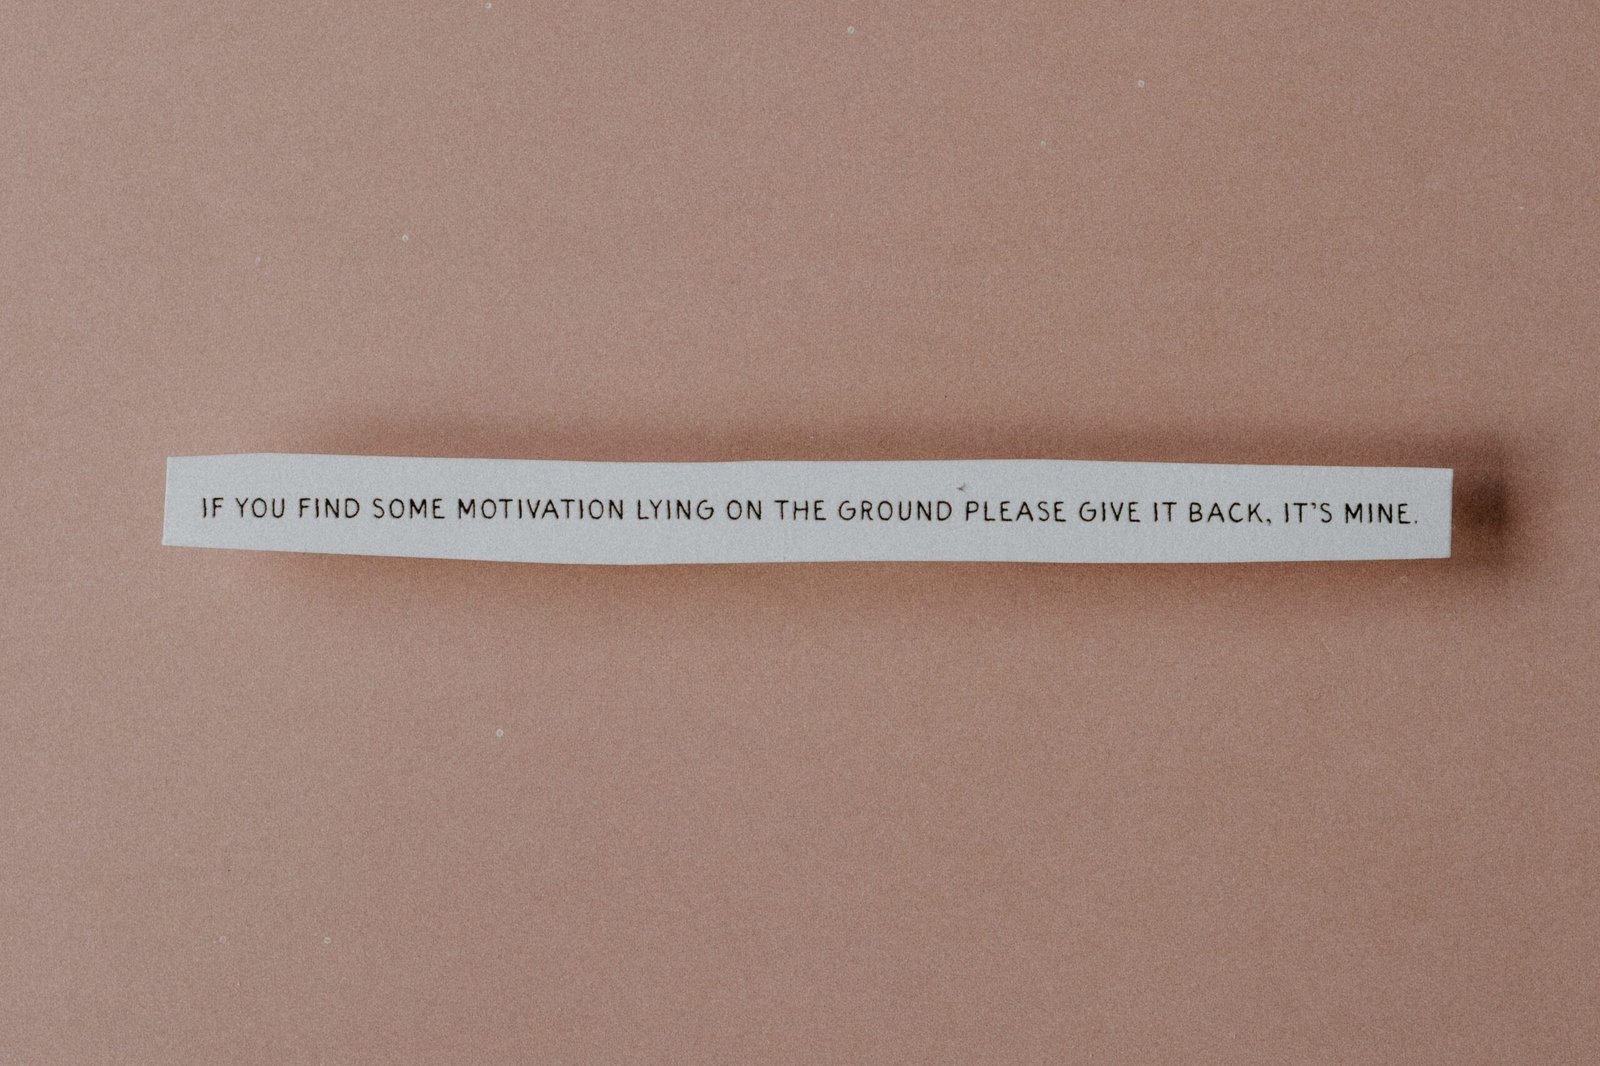 IF YOU FIND SOME MOTIVATION LYING ON THE GROUND PLEASE GIVE IT BACK, IT'S MINE.